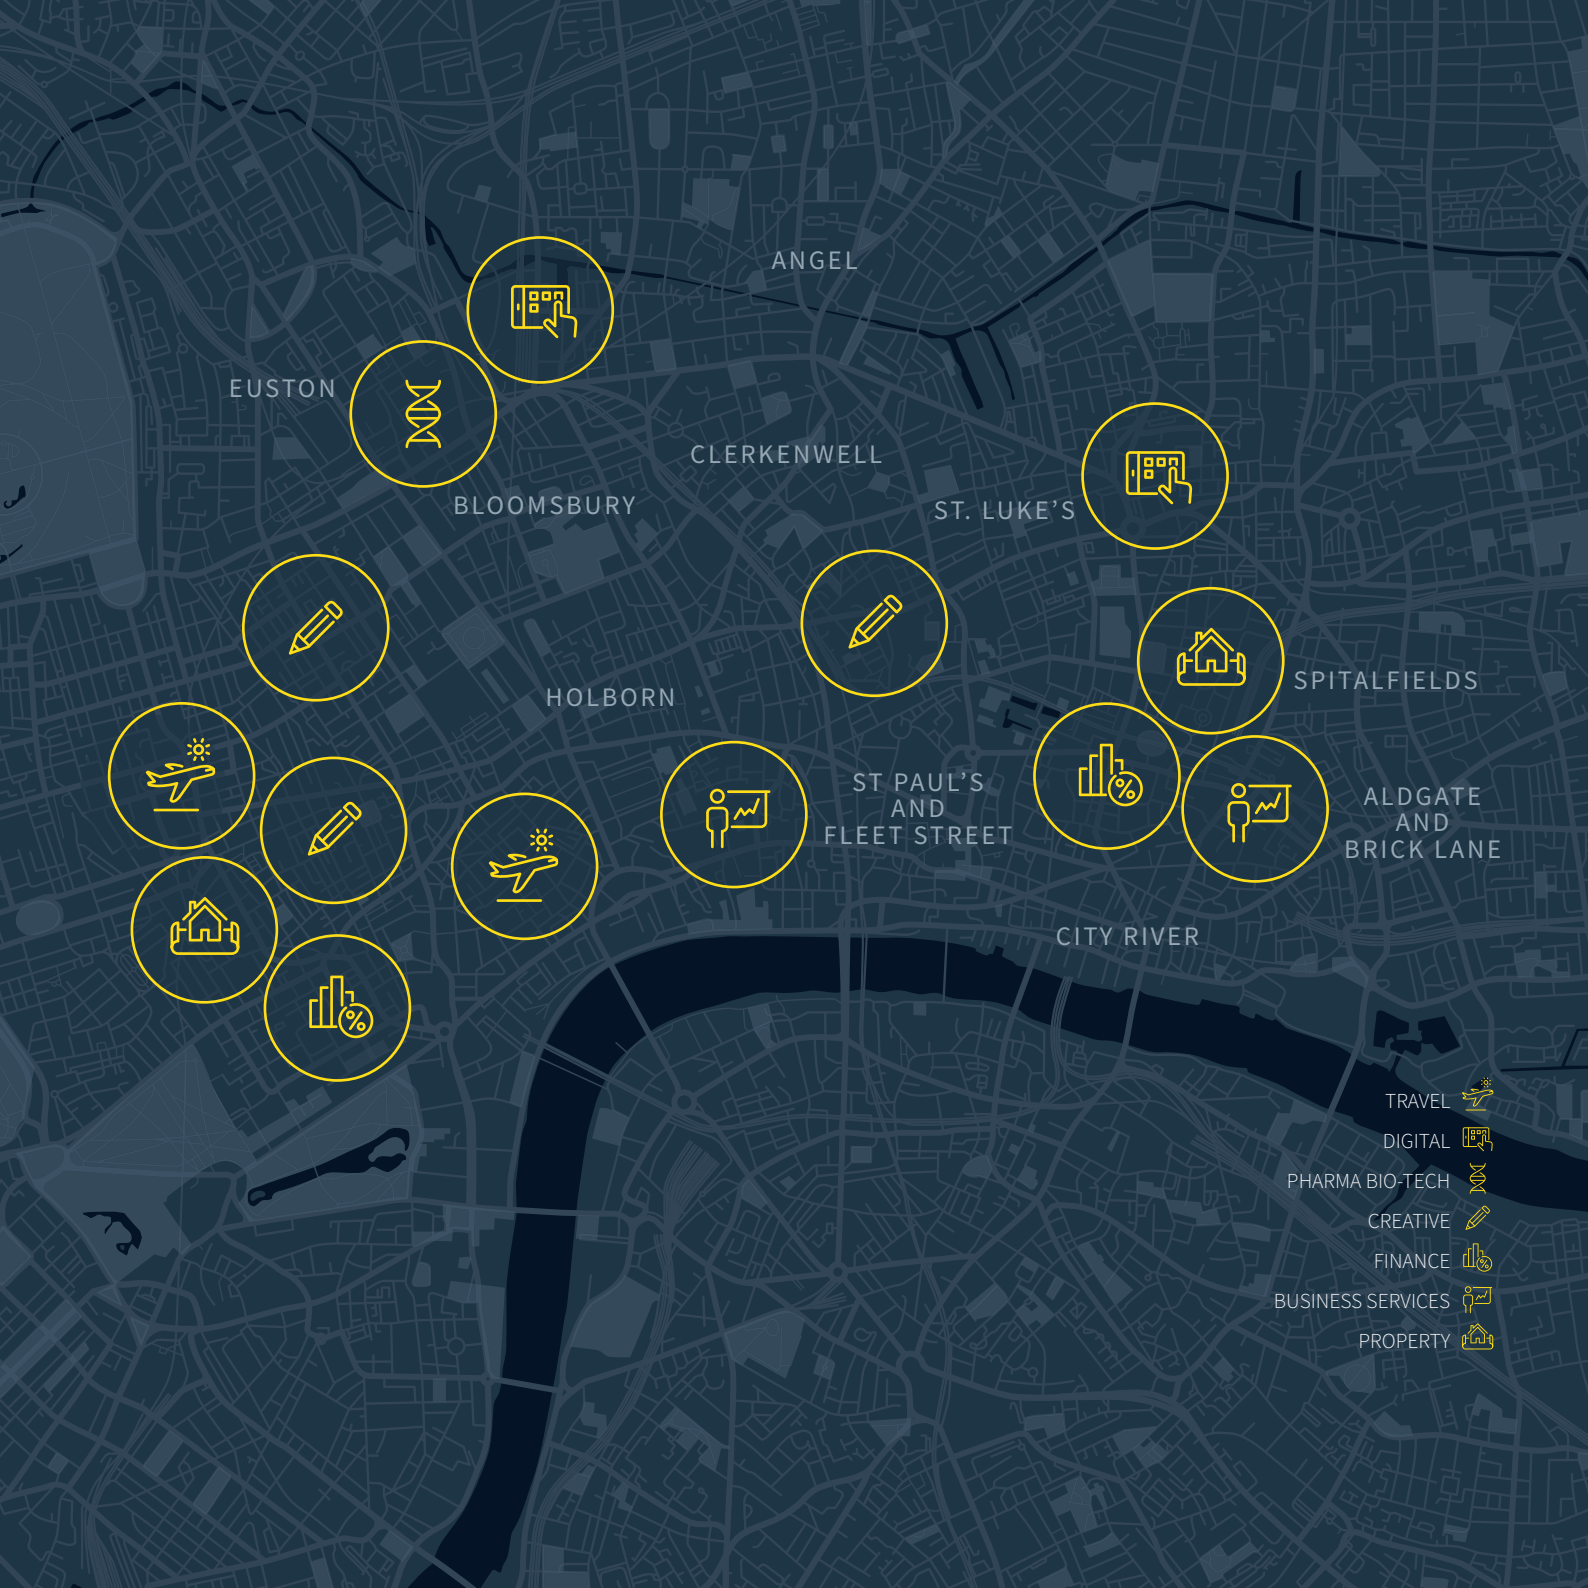 ANGEL
EUSTON
CLERKENWELL
BLOOMSBURY
ST. LUKE’S
SPITALFIELDS
HOLBORN
ST PAUL’S
AND
FLEET STREET
ALDGATE
AND
BRICK LANE
CITY RIVER
TRAVEL
DIGITAL
PHARMA BIO-TECH
CREATIVE
FINANCE
BUSINESS SERVICES
PROPERTY